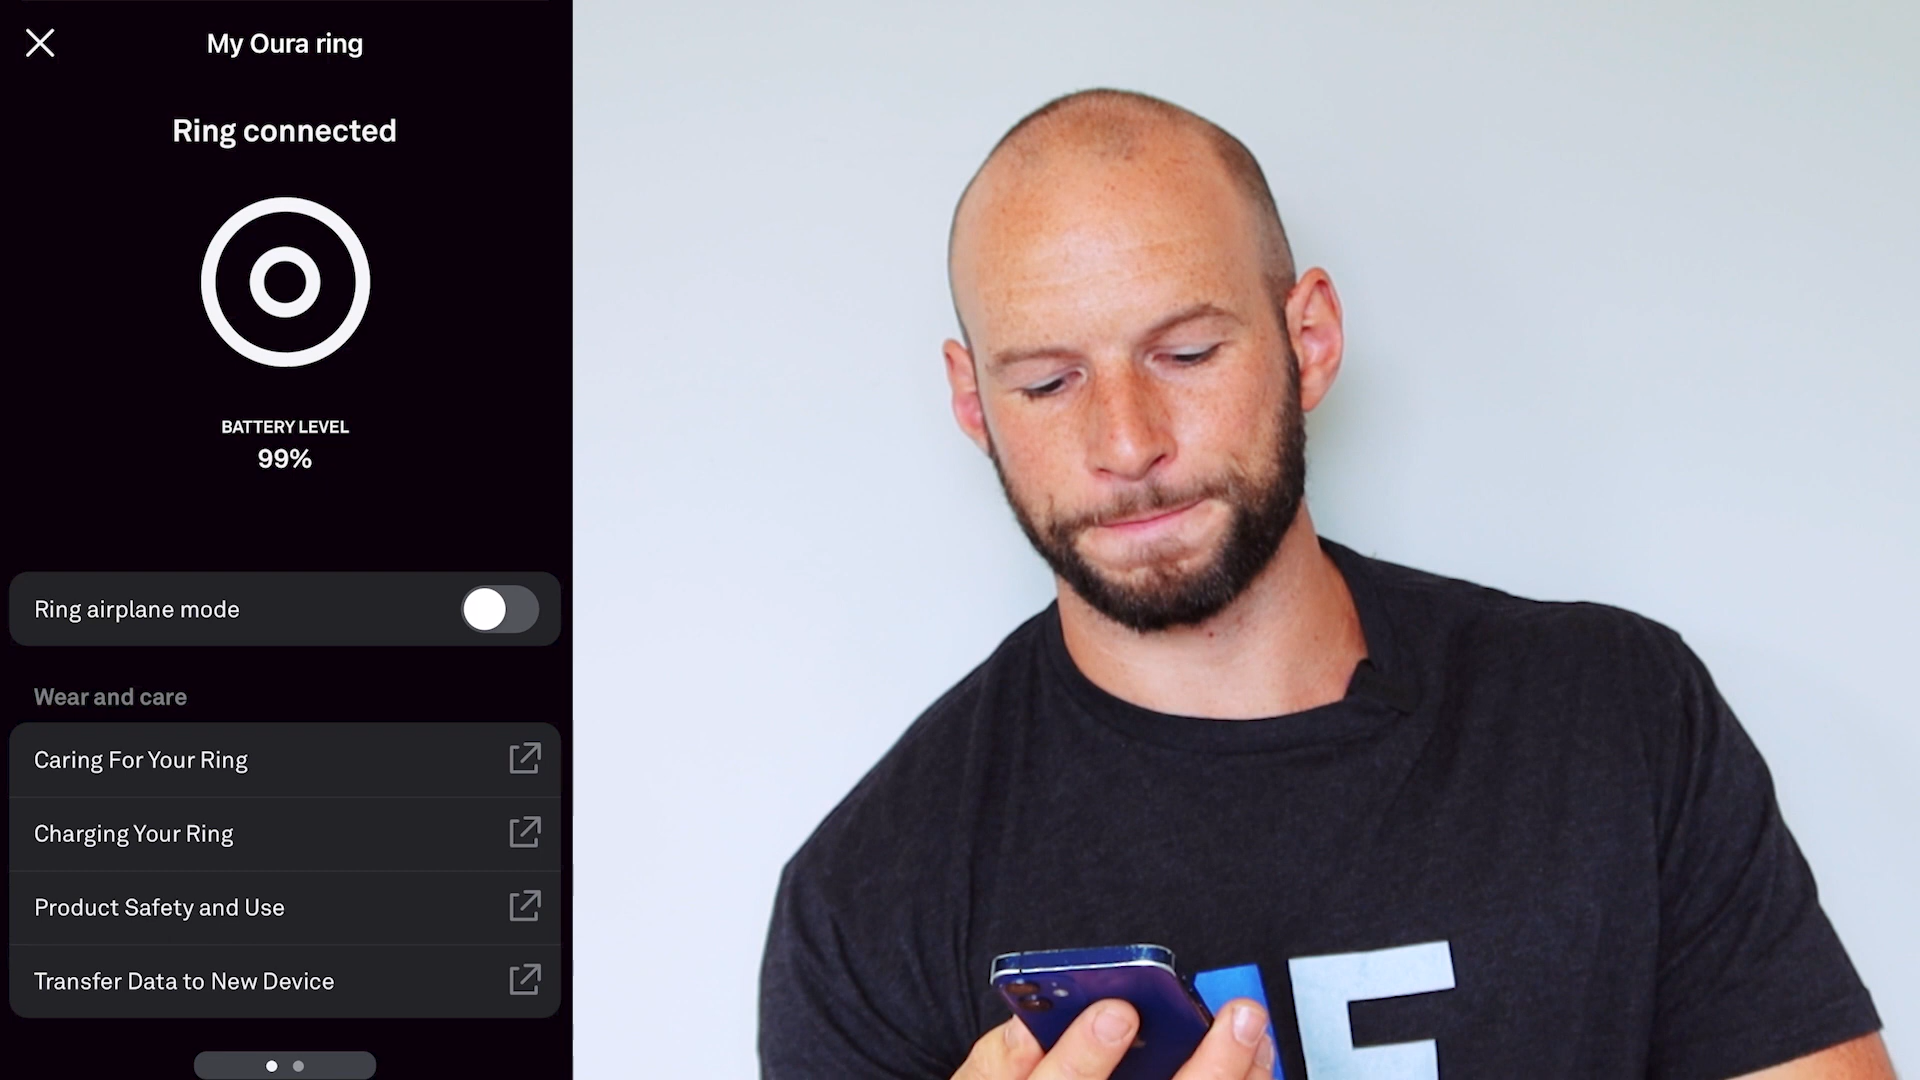 My Oura ring
Ring connected
BATTERY LEVEL
99%
Ring airplane mode
Wear and care
Caring For Your Ring
Charging Your Ring
Product Safety and Use
Transfer Data to New Device